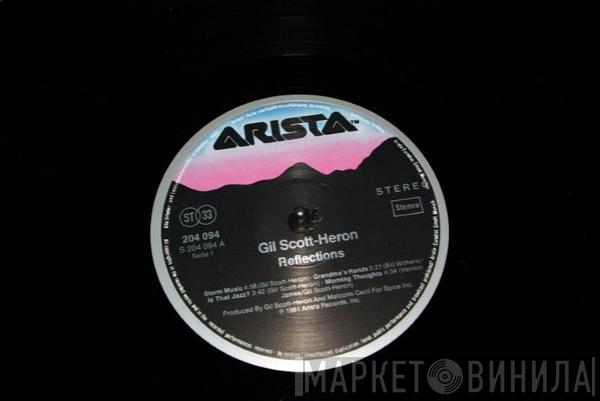 ARISTA™
STEREO
ST 33
Stemra
204 094
S 204 094 A
Seite 1
Gil Scott-Heron
Reflections
Storm Music 4:58 (Gil Scott-Heron) · Grandma's Hands 5:21 (Bill Withers) ·
Is That Jazz? 3:42 (Gil Scott-Heron) · Morning Thoughts 4:34 (Vernon
James/Gil Scott-Heron)
Produced By Gil Scott-Heron And Malcolm Cecil For Spice Inc.
℗ 1981 Arista Records, Inc.
МАРКЕТ ВИНИЛА